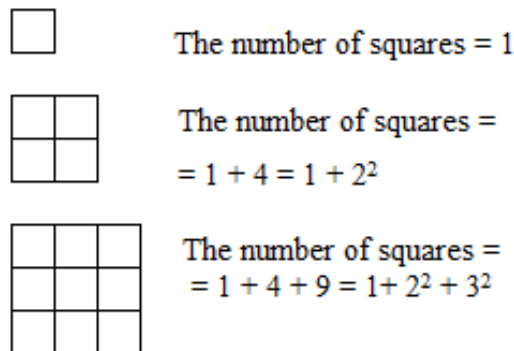 The number of squares = 1
The number of squares =
= 1 + 4 = 1 + 2²
The number of squares =
= 1 + 4 + 9 = 1+ 2² + 3²